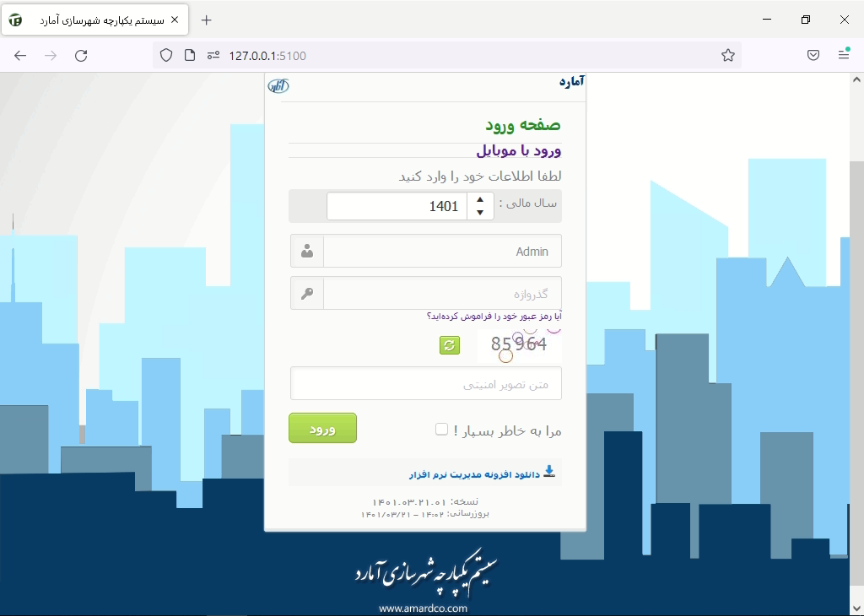 سیستم یکپارچه شهرسازی آمارد
127.0.0.1:5100
آمارد
صفحه ورود
ورود با موبایل
لطفا اطلاعات خود را وارد کنید
سال مالی : 1401
Admin
گذرواژه
آیا رمز عبور خود را فراموش کرده‌اید؟
85964
متن تصویر امنیتی
مرا به خاطر بسپار !
ورود
دانلود افزونه مدیریت نرم افزار
نسخه: ۱۴۰۱.۰۳.۲۱.۰۱
بروزرسانی: ۱۴:۰۲ - ۱۴۰۱/۰۳/۲۱
سیستم یکپارچه شهرسازی آمارد
www.amardco.com